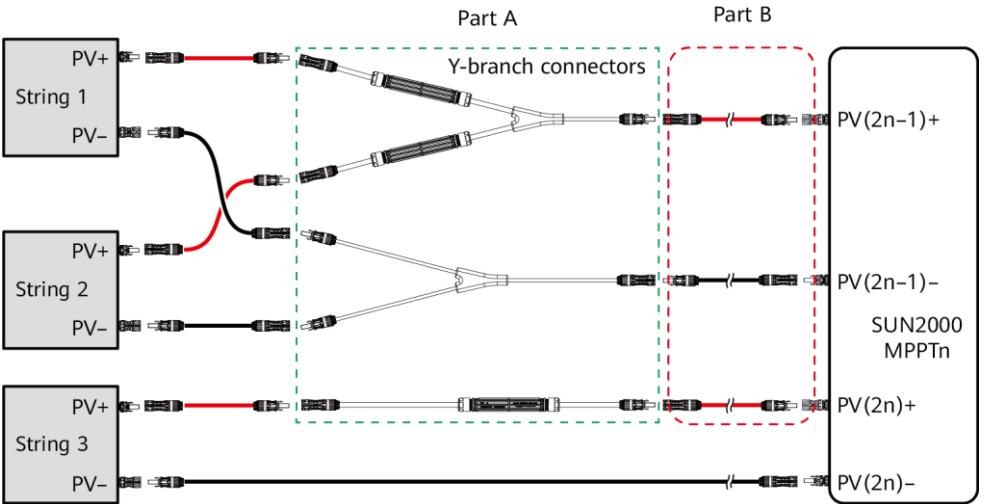 Part A
Part B
Y-branch connectors
PV+
String 1
PV–
PV+
String 2
PV–
PV+
String 3
PV–
PV(2n–1)+
PV(2n–1)–
SUN2000
MPPTn
PV(2n)+
PV(2n)–